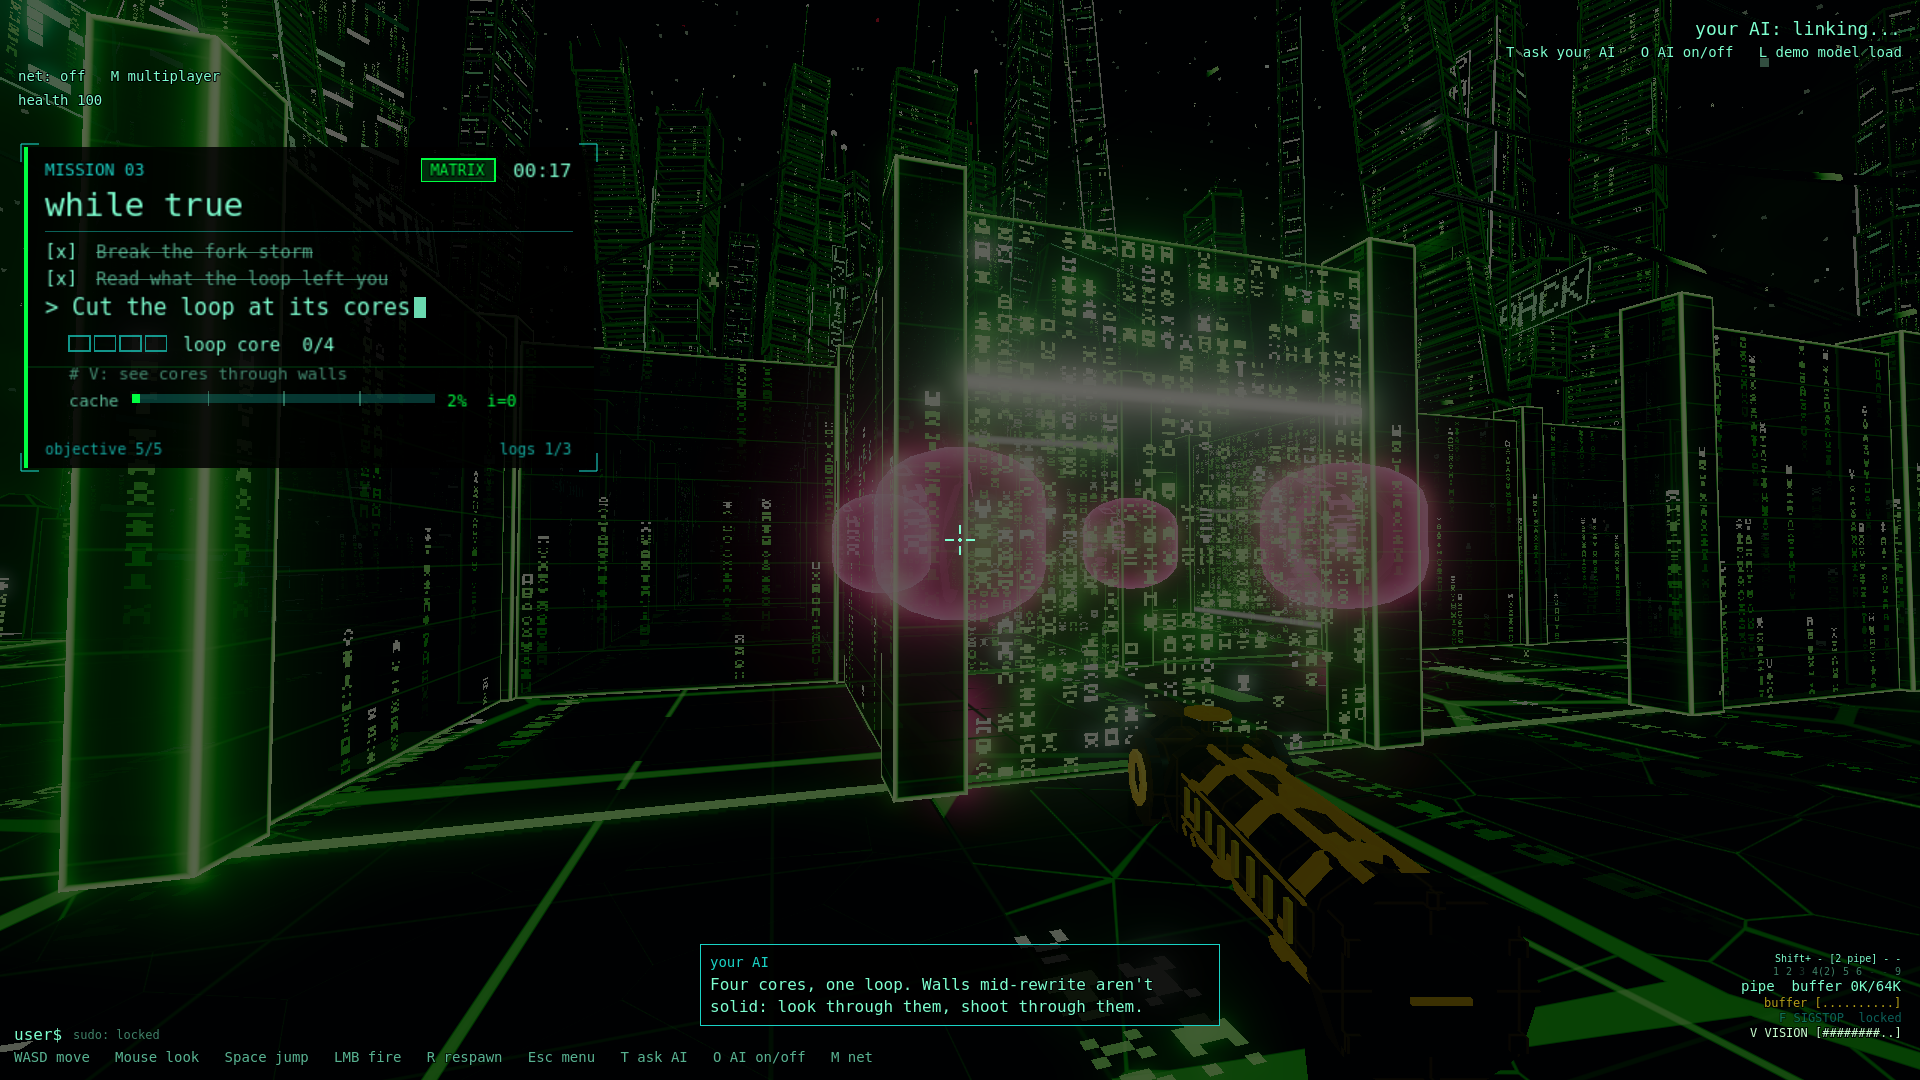 your AI: linking...
T ask your AI   O AI on/off   L demo model load
net: off   M multiplayer
health 100
MISSION 03   MATRIX   00:17
while true
[x] Break the fork storm
[x] Read what the loop left you
> Cut the loop at its cores
loop core 0/4
# V: see cores through walls
cache   2%   i=0
objective 5/5   logs 1/3
JACK
your AI
Four cores, one loop. Walls mid-rewrite aren't
solid: look through them, shoot through them.
Shift+ - [2 pipe] - -
1 2 3 4(2) 5 6   9
pipe  buffer 0K/64K
buffer [..........]
F SIGSTOP  locked
V VISION [########..]
user$ sudo: locked
WASD move   Mouse look   Space jump   LMB fire   R respawn   Esc menu   T ask AI   O AI on/off   M net